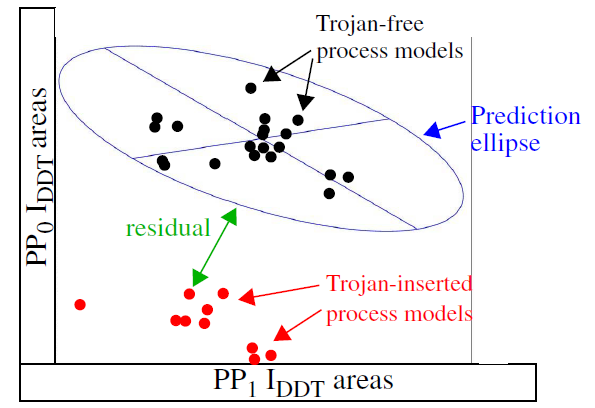 Trojan-free
process models
Prediction
ellipse
PP0 IDDT areas
residual
Trojan-inserted
process models
PP1 IDDT areas